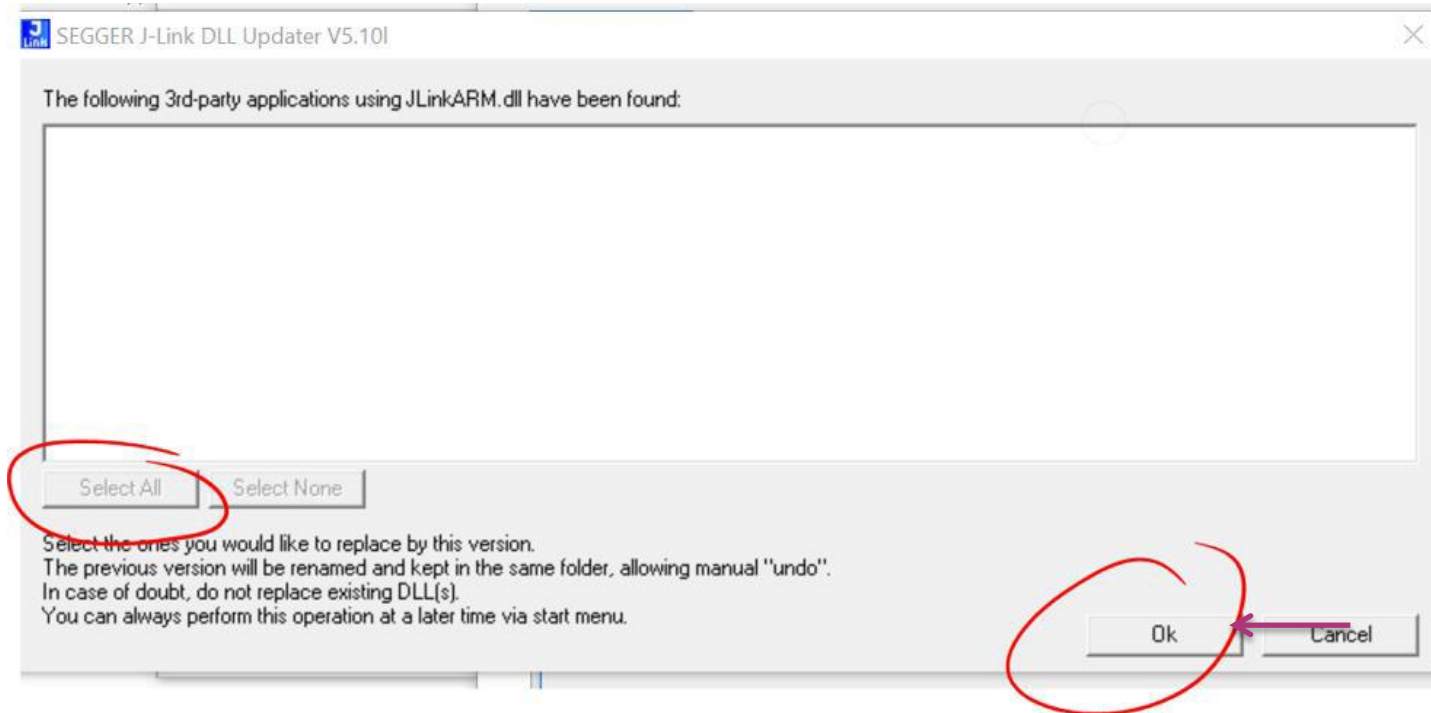 J
Link
SEGGER J-Link DLL Updater V5.10l
The following 3rd-party applications using JLinkARM.dll have been found:
Select All
Select None
Select the ones you would like to replace by this version.
The previous version will be renamed and kept in the same folder, allowing manual "undo".
In case of doubt, do not replace existing DLL(s).
You can always perform this operation at a later time via start menu.
Ok
Cancel